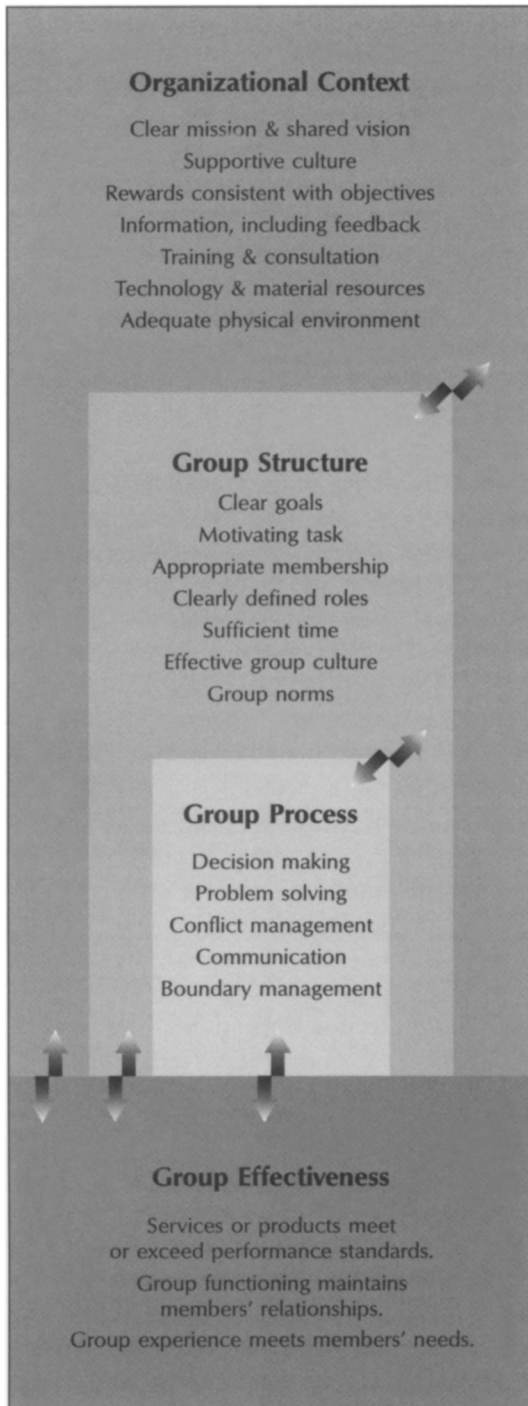 Organizational Context
Clear mission & shared vision
Supportive culture
Rewards consistent with objectives
Information, including feedback
Training & consultation
Technology & material resources
Adequate physical environment
Group Structure
Clear goals
Motivating task
Appropriate membership
Clearly defined roles
Sufficient time
Effective group culture
Group norms
Group Process
Decision making
Problem solving
Conflict management
Communication
Boundary management
Group Effectiveness
Services or products meet
or exceed performance standards.
Group functioning maintains
members' relationships.
Group experience meets members' needs.